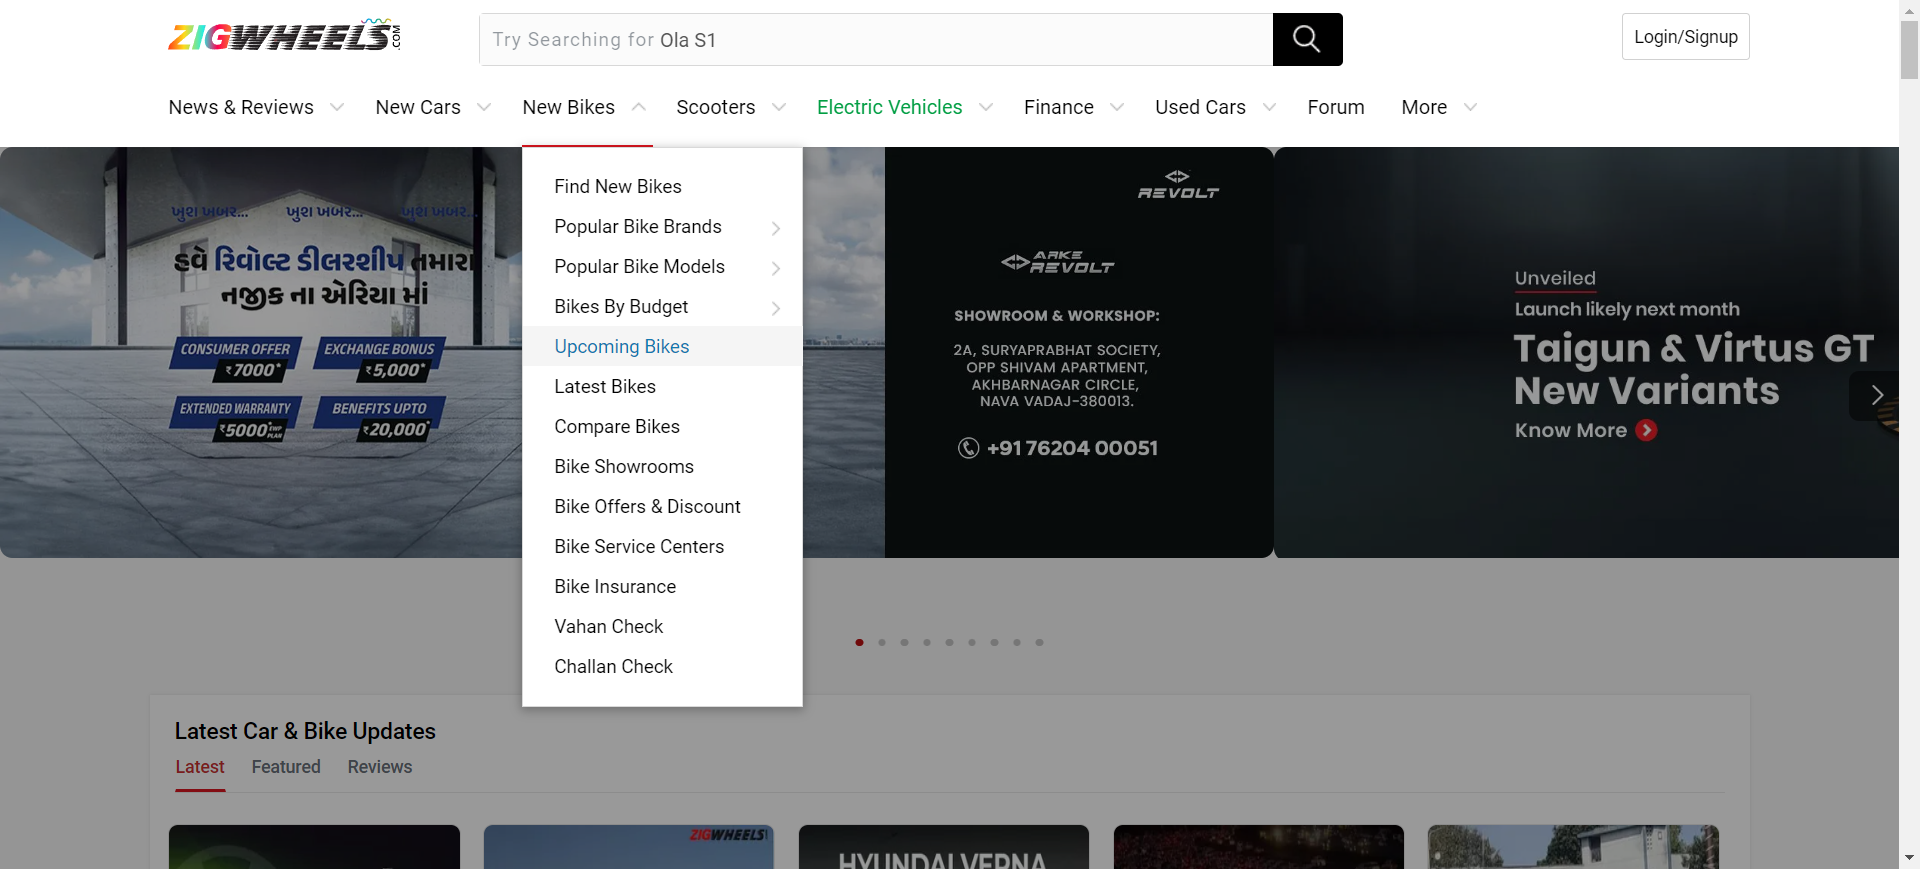 ZIGWHEELS.COM
Try Searching for Ola S1
Login/Signup
News & Reviews
New Cars
New Bikes
Scooters
Electric Vehicles
Finance
Used Cars
Forum
More
Find New Bikes
Popular Bike Brands
Popular Bike Models
Bikes By Budget
Upcoming Bikes
Latest Bikes
Compare Bikes
Bike Showrooms
Bike Offers & Discount
Bike Service Centers
Bike Insurance
Vahan Check
Challan Check
ખુશ ખબર... ખુશ ખબર... ખુશ ખબર...
હવે રિવોલ્ટ ડીલરશીપ તમારા
નજીક ના એરિયા માં
CONSUMER OFFER
₹7000*
EXCHANGE BONUS
₹5,000*
EXTENDED WARRANTY
₹5000* EWP PLAN
BENEFITS UPTO
₹20,000*
REVOLT
ARKE
REVOLT
SHOWROOM & WORKSHOP:
2A, SURYAPRABHAT SOCIETY,
OPP SHIVAM APARTMENT,
AKHBARNAGAR CIRCLE,
NAVA VADAJ-380013.
+91 76204 00051
Unveiled
Launch likely next month
Taigun & Virtus GT
New Variants
Know More
Latest Car & Bike Updates
Latest
Featured
Reviews
ZIGWHEELS
HYUNDAI VERNA